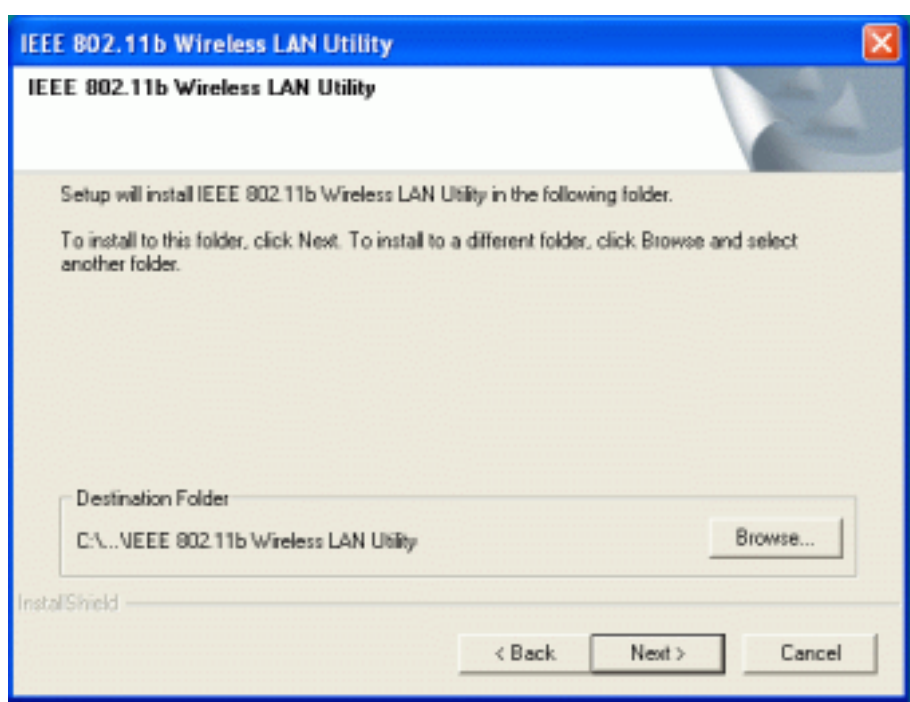 IEEE 802.11b Wireless LAN Utility
IEEE 802.11b Wireless LAN Utility
Setup will install IEEE 802.11b Wireless LAN Utility in the following folder.
To install to this folder, click Next. To install to a different folder, click Browse and select
another folder.
Destination Folder
C:\...\IEEE 802.11b Wireless LAN Utility
Browse...
InstallShield
< Back
Next >
Cancel